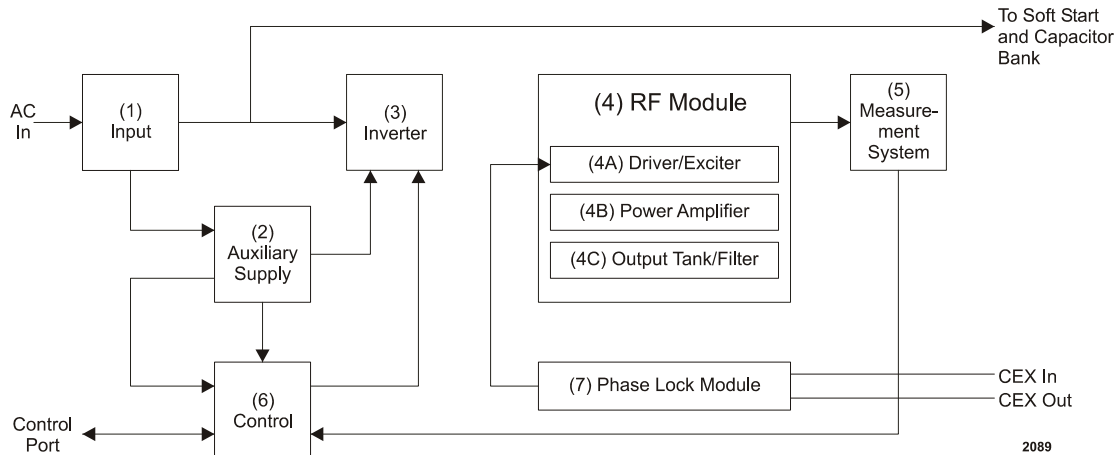 To Soft Start
and Capacitor
Bank
AC
In
(1)
Input
(3)
Inverter
(4) RF Module
(4A) Driver/Exciter
(4B) Power Amplifier
(4C) Output Tank/Filter
(5)
Measure-
ment
System
(2)
Auxiliary
Supply
(7) Phase Lock Module
CEX In
CEX Out
(6)
Control
Control
Port
2089